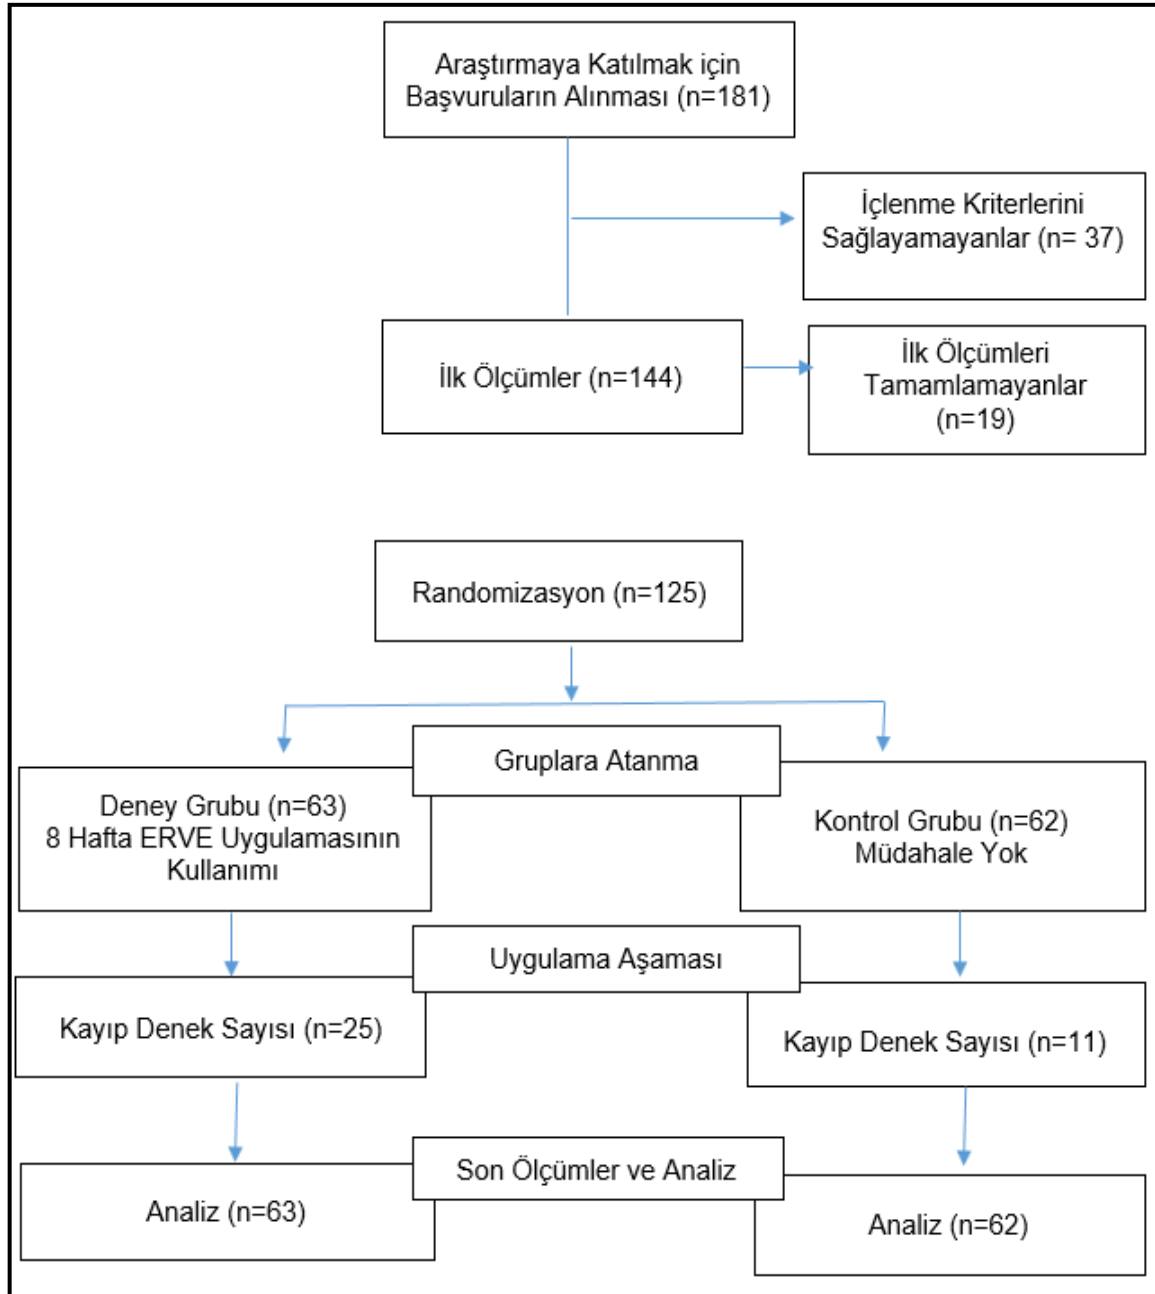 Araştırmaya Katılmak için
Başvuruların Alınması (n=181)
İçlenme Kriterlerini
Sağlayamayanlar (n= 37)
İlk Ölçümler (n=144)
İlk Ölçümleri
Tamamlamayanlar
(n=19)
Randomizasyon (n=125)
Gruplara Atanma
Deney Grubu (n=63)
8 Hafta ERVE Uygulamasının
Kullanımı
Kontrol Grubu (n=62)
Müdahale Yok
Uygulama Aşaması
Kayıp Denek Sayısı (n=25)
Kayıp Denek Sayısı (n=11)
Son Ölçümler ve Analiz
Analiz (n=63)
Analiz (n=62)